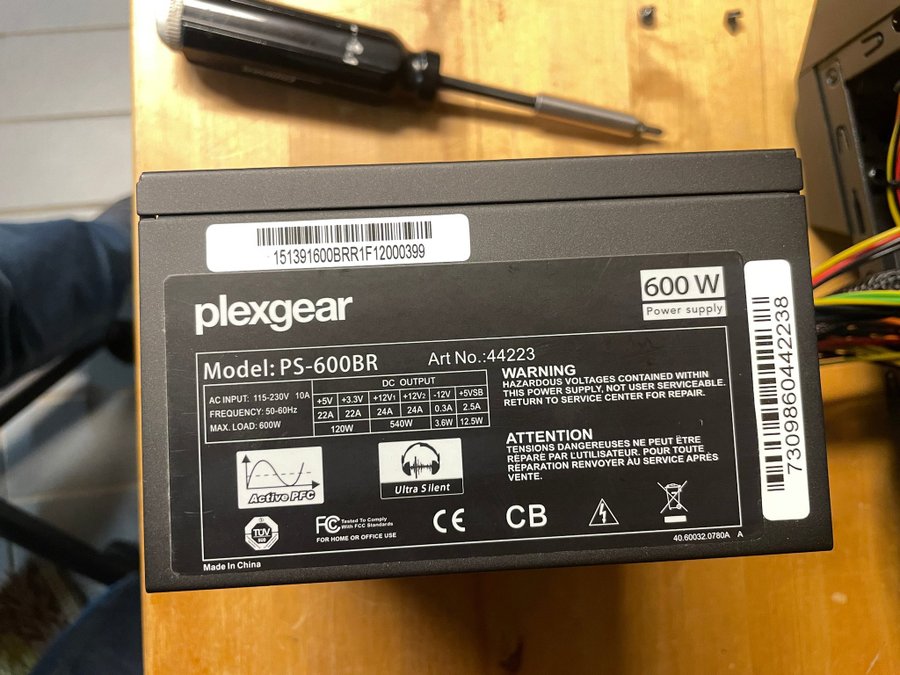 151391600BRR1F12000399
plexgear
600 W
Power supply
Model: PS-600BR
Art No.:44223
AC INPUT: 115-230V 10A
FREQUENCY: 50-60Hz
MAX. LOAD: 600W
DC OUTPUT
+5V +3.3V +12V1 +12V2 -12V +5VSB
22A 22A 24A 24A 0.3A 2.5A
120W 540W 3.6W 12.5W
WARNING
HAZARDOUS VOLTAGES CONTAINED WITHIN
THIS POWER SUPPLY, NOT USER SERVICEABLE.
RETURN TO SERVICE CENTER FOR REPAIR.
ATTENTION
TENSIONS DANGEREUSES NE PEUT ÊTRE
RÉPARÉ PAR L'UTILISATEUR. POUR TOUTE
RÉPARATION RENVOYER AU SERVICE APRÈS
VENTE.
Active PFC
Ultra Silent
TÜV
SÜD
FC Tested To Comply
With FCC Standards
FOR HOME OR OFFICE USE
CE
CB
40.60032.0780A A
Made In China
7309860442238